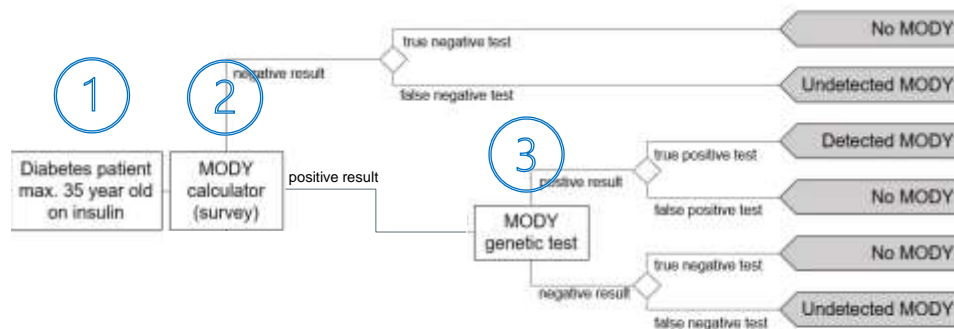 No MODY
true negative test
1
2
negative result
Undetected MODY
false negative test
3
Detected MODY
true positive test
Diabetes patient
max. 35 year old
on insulin
MODY
calculator
(survey)
positive result
postive result
No MODY
false positive test
MODY
genetic test
No MODY
true negative test
negative result
Undetected MODY
false negative test